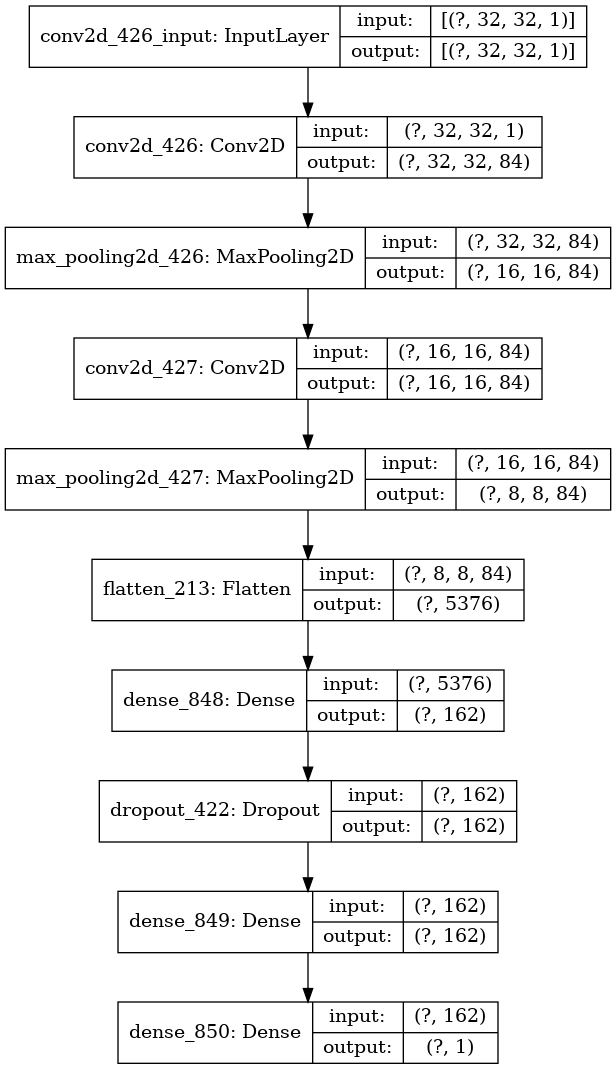 conv2d_426_input: InputLayer
input: [(?, 32, 32, 1)]
output: [(?, 32, 32, 1)]
conv2d_426: Conv2D
input: (?, 32, 32, 1)
output: (?, 32, 32, 84)
max_pooling2d_426: MaxPooling2D
input: (?, 32, 32, 84)
output: (?, 16, 16, 84)
conv2d_427: Conv2D
input: (?, 16, 16, 84)
output: (?, 16, 16, 84)
max_pooling2d_427: MaxPooling2D
input: (?, 16, 16, 84)
output: (?, 8, 8, 84)
flatten_213: Flatten
input: (?, 8, 8, 84)
output: (?, 5376)
dense_848: Dense
input: (?, 5376)
output: (?, 162)
dropout_422: Dropout
input: (?, 162)
output: (?, 162)
dense_849: Dense
input: (?, 162)
output: (?, 162)
dense_850: Dense
input: (?, 162)
output: (?, 1)